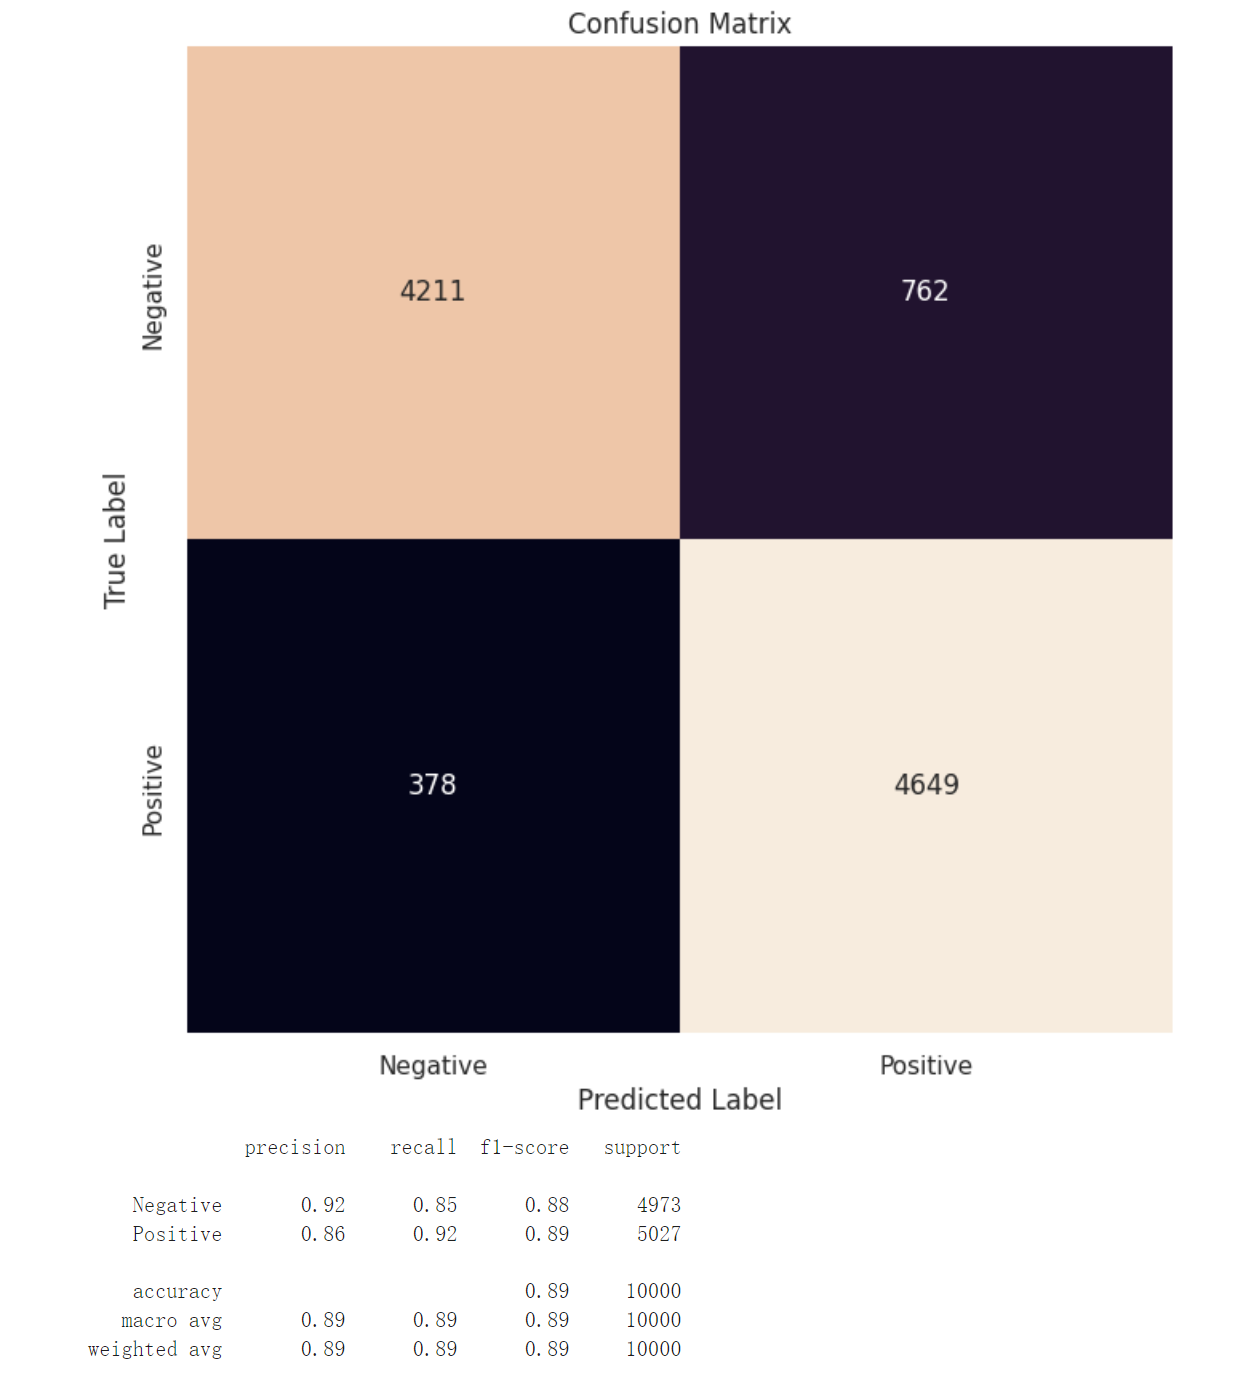 Confusion Matrix
Negative
4211
762
True Label
Positive
378
4649
Negative Positive
Predicted Label
precision recall f1-score support
Negative 0.92 0.85 0.88 4973
Positive 0.86 0.92 0.89 5027
accuracy 0.89 10000
macro avg 0.89 0.89 0.89 10000
weighted avg 0.89 0.89 0.89 10000